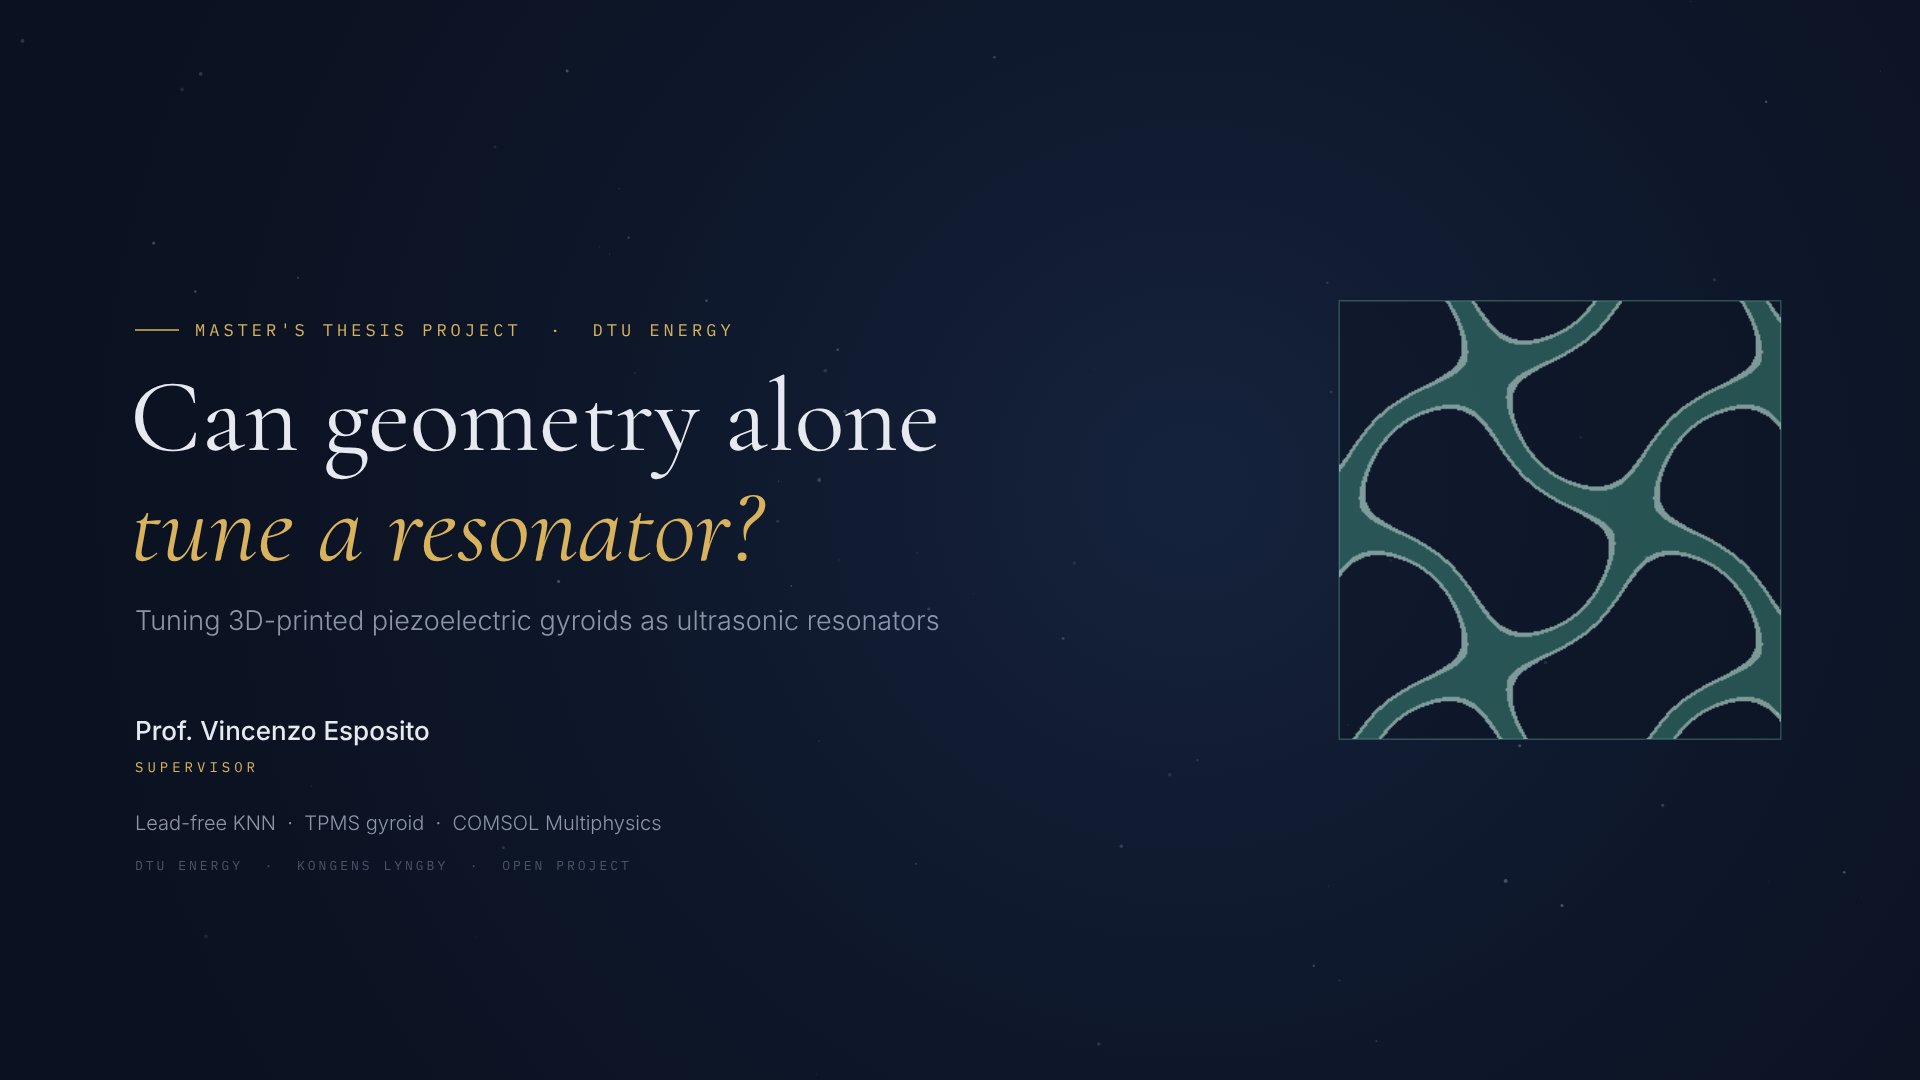 MASTER'S THESIS PROJECT · DTU ENERGY
Can geometry alone
tune a resonator?
Tuning 3D-printed piezoelectric gyroids as ultrasonic resonators
Prof. Vincenzo Esposito
SUPERVISOR
Lead-free KNN · TPMS gyroid · COMSOL Multiphysics
DTU ENERGY · KONGENS LYNGBY · OPEN PROJECT